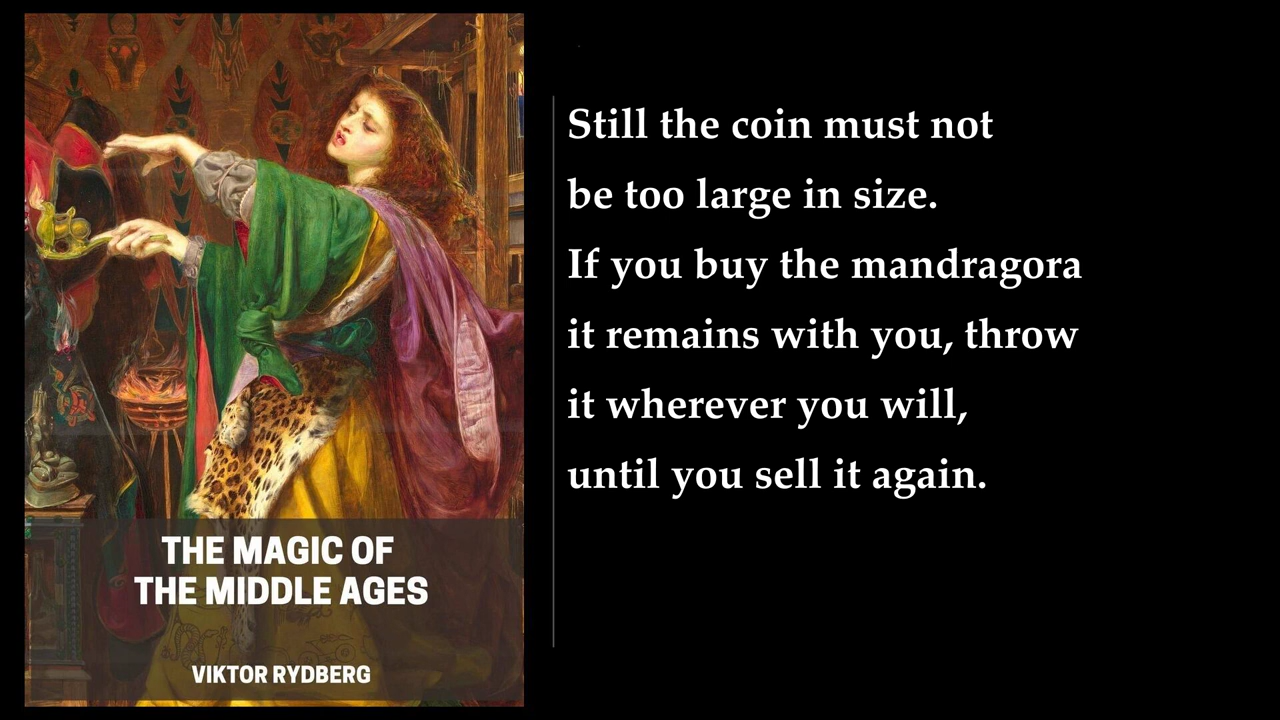 THE MAGIC OF
THE MIDDLE AGES
VIKTOR RYDBERG
Still the coin must not
be too large in size.
If you buy the mandragora
it remains with you, throw
it wherever you will,
until you sell it again.